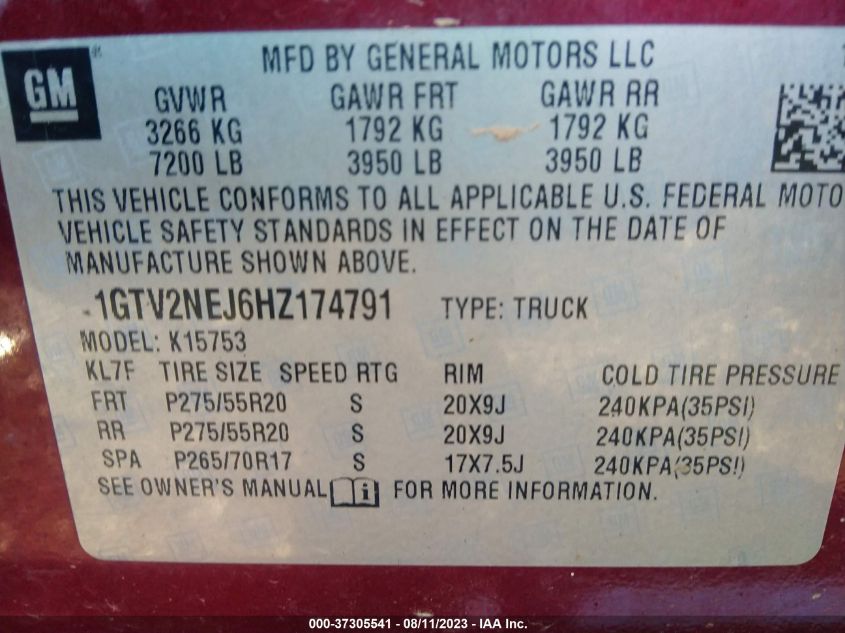 MFD BY GENERAL MOTORS LLC
GM
GVWR GAWR FRT GAWR RR
3266 KG 1792 KG 1792 KG
7200 LB 3950 LB 3950 LB
THIS VEHICLE CONFORMS TO ALL APPLICABLE U.S. FEDERAL MOTO
VEHICLE SAFETY STANDARDS IN EFFECT ON THE DATE OF
MANUFACTURE SHOWN ABOVE.
1GTV2NEJ6HZ174791 TYPE: TRUCK
MODEL: K15753
KL7F TIRE SIZE SPEED RTG RIM COLD TIRE PRESSURE
FRT P275/55R20 S 20X9J 240KPA(35PSI)
RR P275/55R20 S 20X9J 240KPA(35PSI)
SPA P265/70R17 S 17X7.5J 240KPA(35PSI)
SEE OWNER'S MANUAL i FOR MORE INFORMATION.
000-37305541 - 08/11/2023 - IAA Inc.